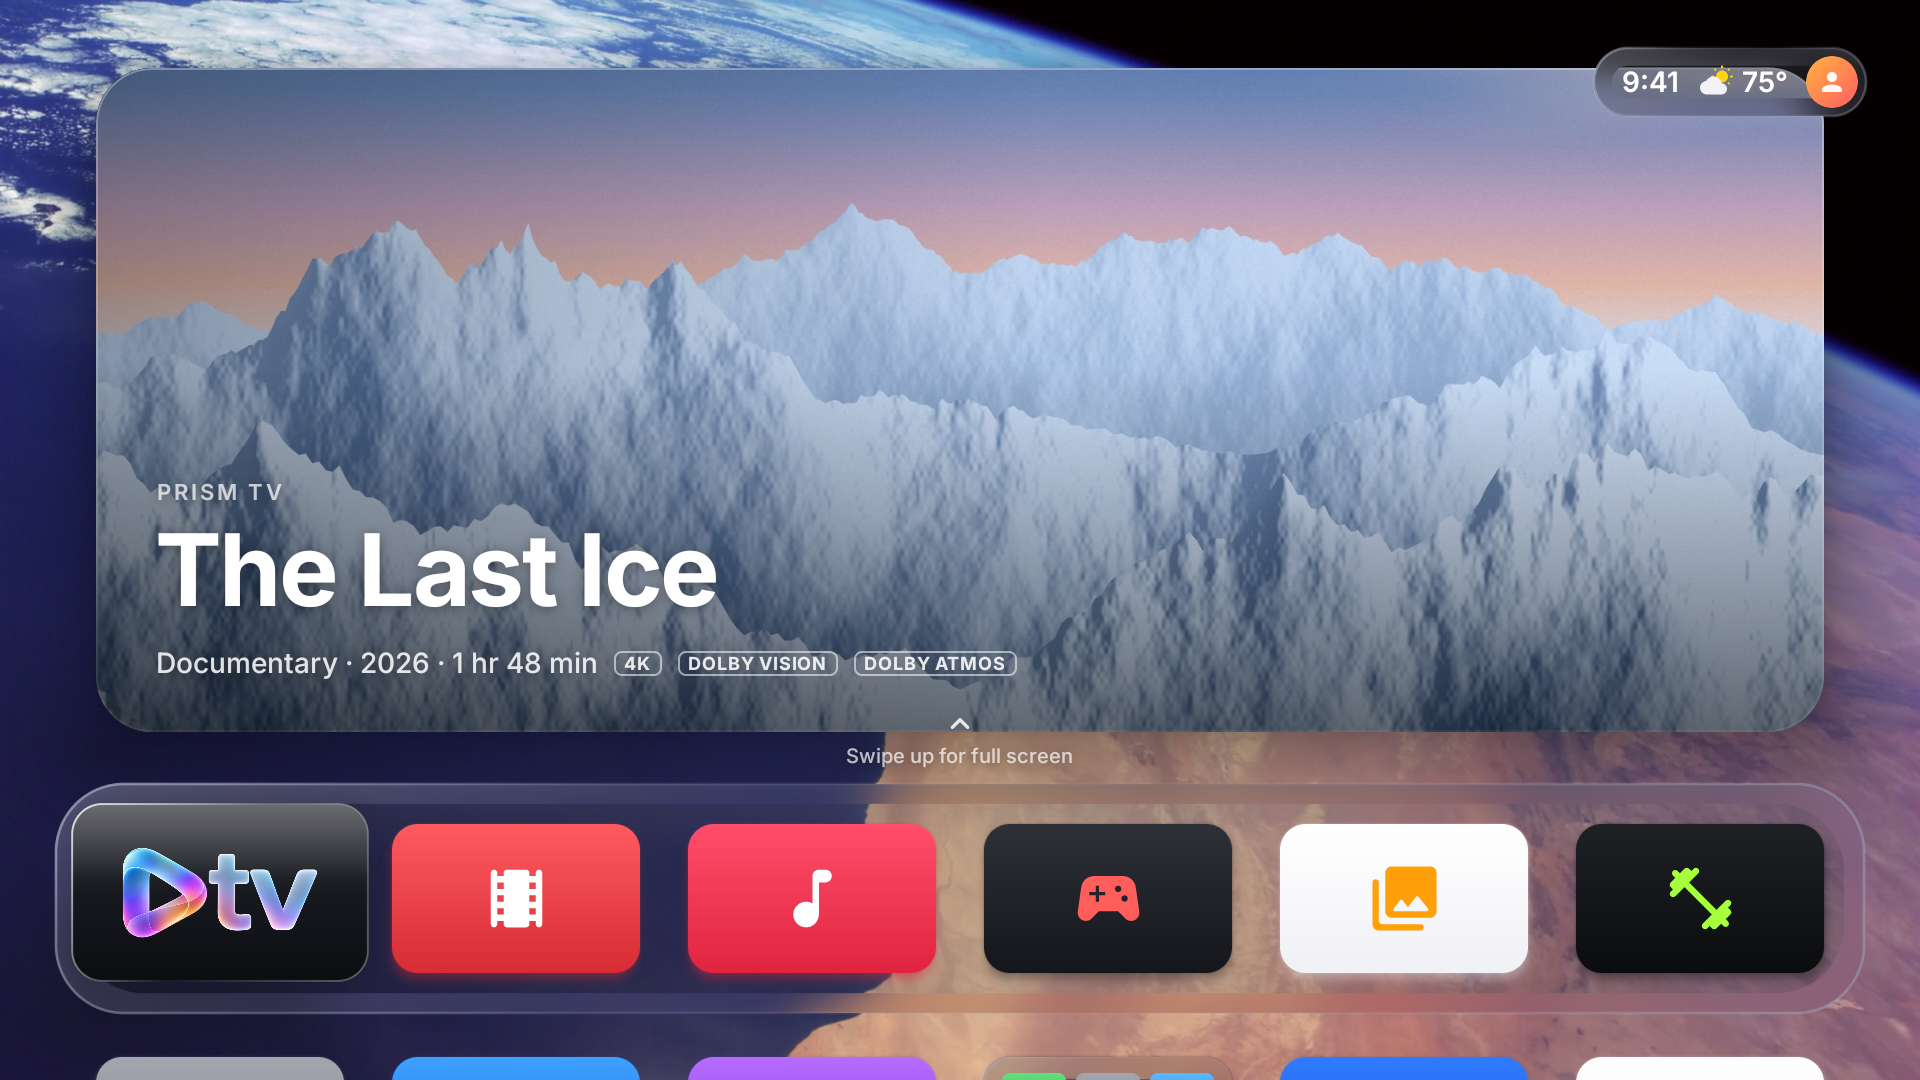 9:41 75°
PRISM TV
The Last Ice
Documentary · 2026 · 1 hr 48 min 4K DOLBY VISION DOLBY ATMOS
Swipe up for full screen
tv